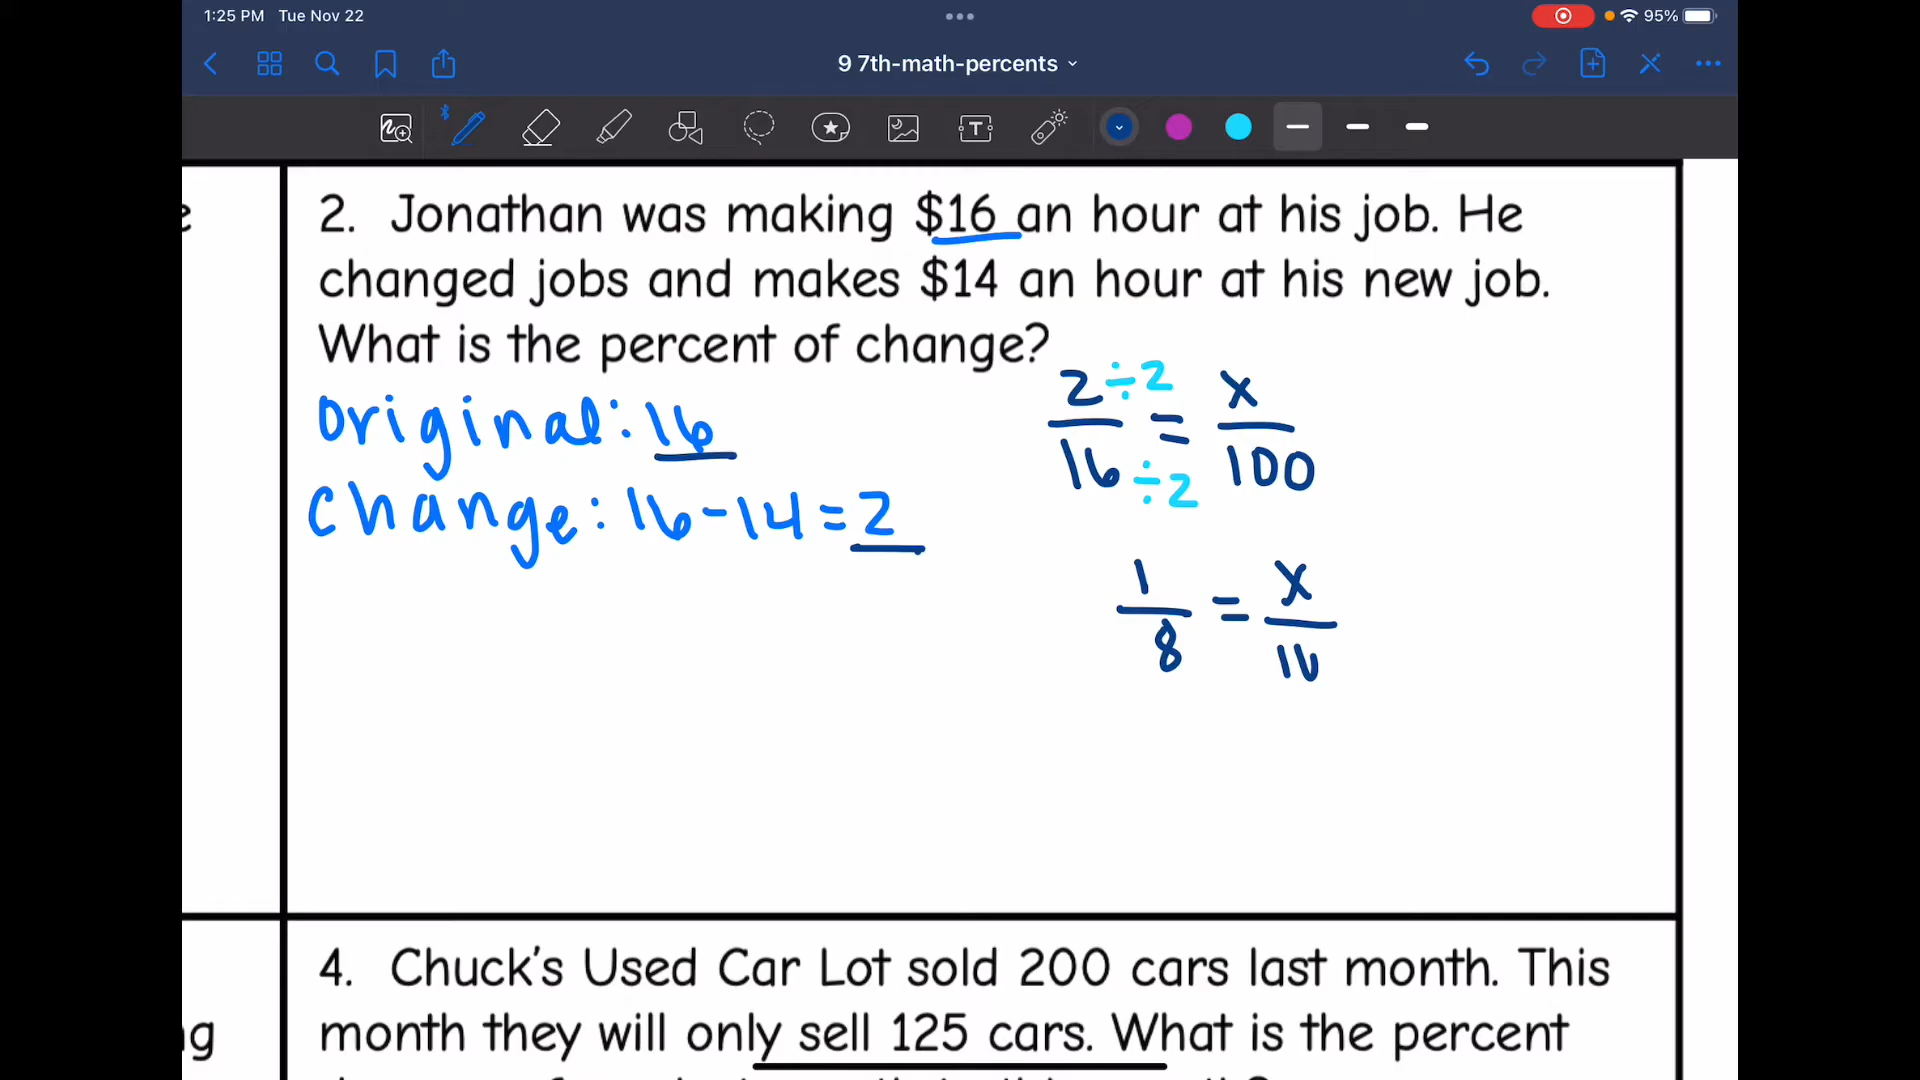 1:25 PM Tue Nov 22
95%
9 7th-math-percents
T
e
2. Jonathan was making $16 an hour at his job. He
changed jobs and makes $14 an hour at his new job.
What is the percent of change?
original: 16
change: 16-14=2
2 ÷2 = x
16 ÷2 100
1 = x
8 10
4. Chuck's Used Car Lot sold 200 cars last month. This
ng
month they will only sell 125 cars. What is the percent